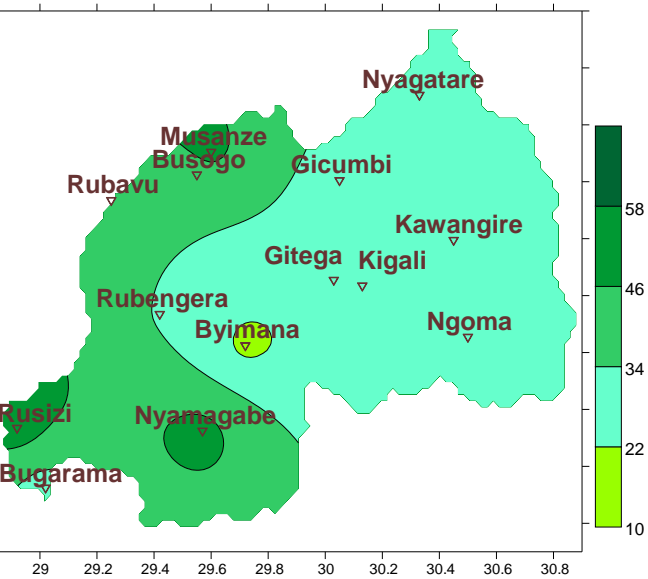 Nyagatare
Musanze
Busogo
Gicumbi
Rubavu
Kawangire
Gitega
Kigali
Rubengera
Byimana
Ngoma
Rusizi
Nyamagabe
Bugarama
58
46
34
22
10
29
29.2
29.4
29.6
29.8
30
30.2
30.4
30.6
30.8